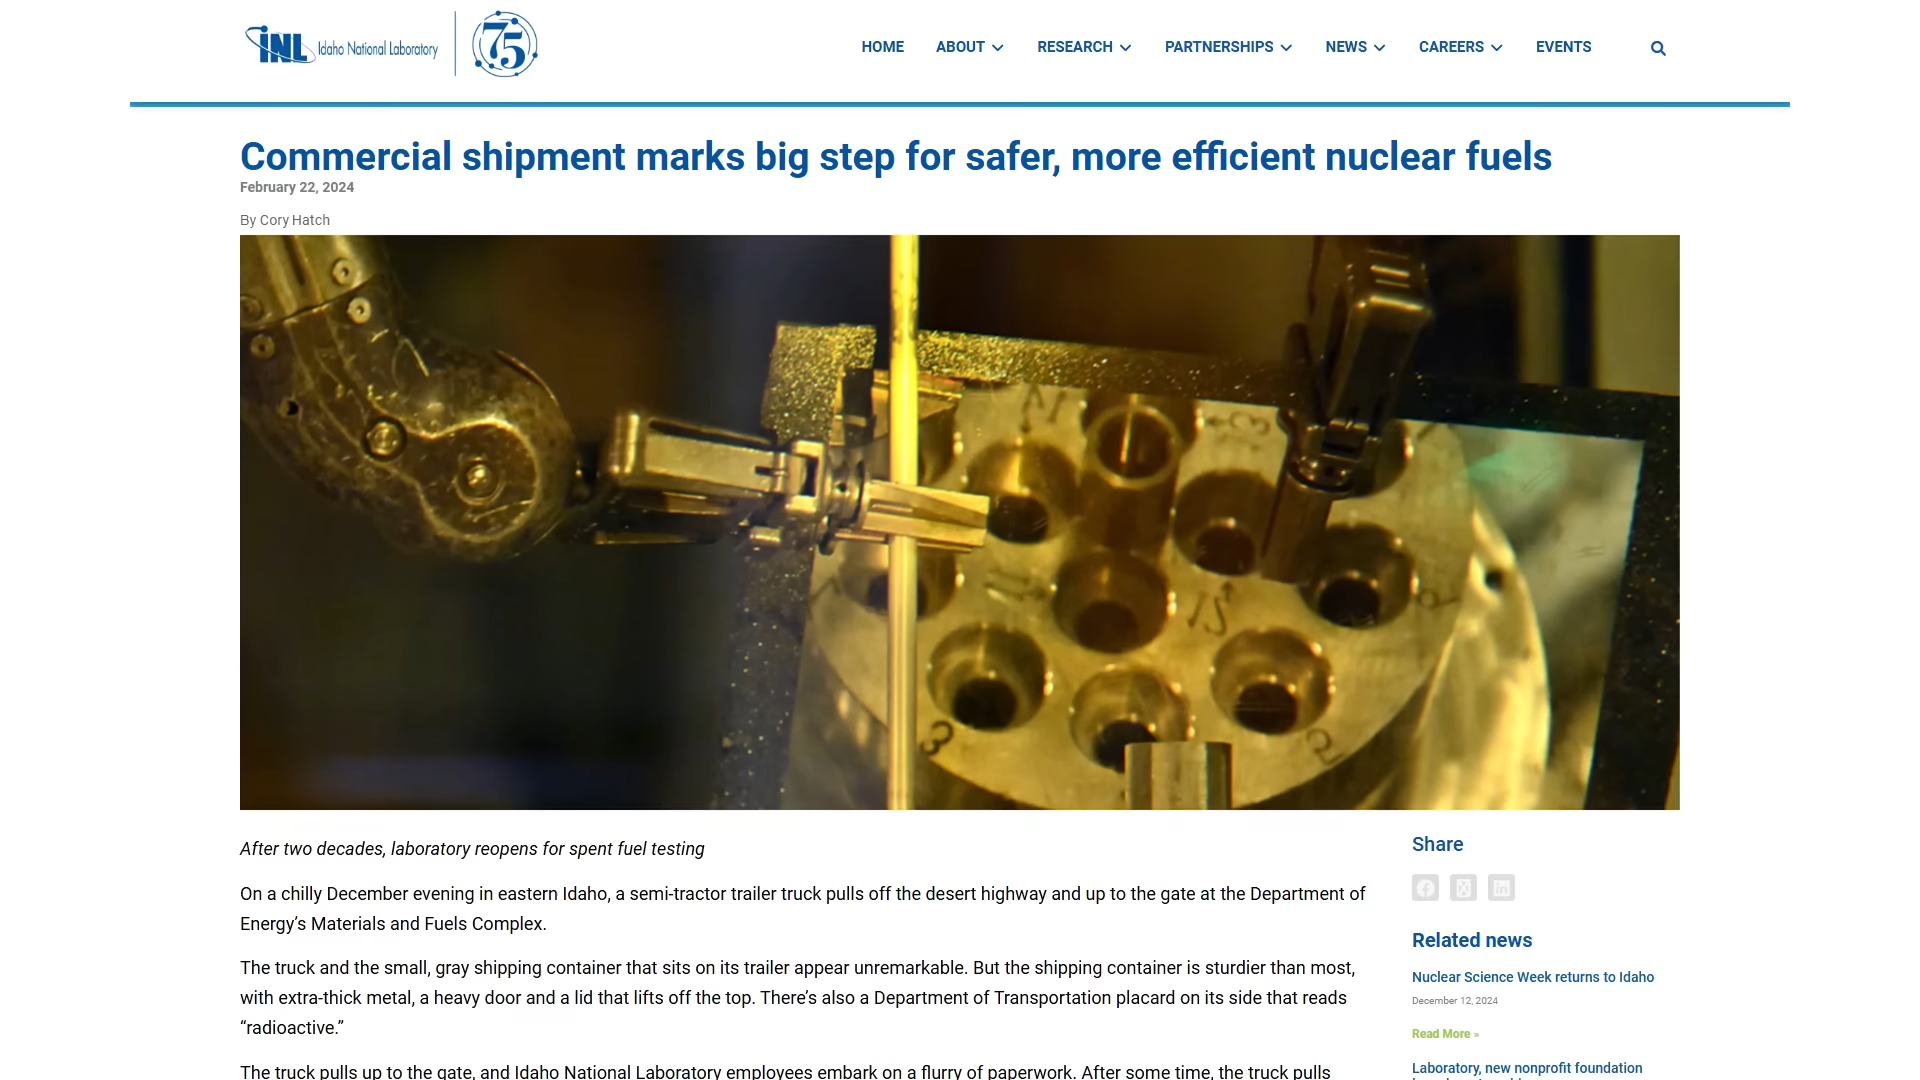 INL Idaho National Laboratory
75
HOME
ABOUT
RESEARCH
PARTNERSHIPS
NEWS
CAREERS
EVENTS
Commercial shipment marks big step for safer, more efficient nuclear fuels
February 22, 2024
By Cory Hatch
11
12
3
After two decades, laboratory reopens for spent fuel testing
On a chilly December evening in eastern Idaho, a semi-tractor trailer truck pulls off the desert highway and up to the gate at the Department of
Energy’s Materials and Fuels Complex.
The truck and the small, gray shipping container that sits on its trailer appear unremarkable. But the shipping container is sturdier than most,
with extra-thick metal, a heavy door and a lid that lifts off the top. There’s also a Department of Transportation placard on its side that reads
“radioactive.”
The truck pulls up to the gate, and Idaho National Laboratory employees embark on a flurry of paperwork. After some time, the truck pulls
Share
Related news
Nuclear Science Week returns to Idaho
December 12, 2024
Read More »
Laboratory, new nonprofit foundation